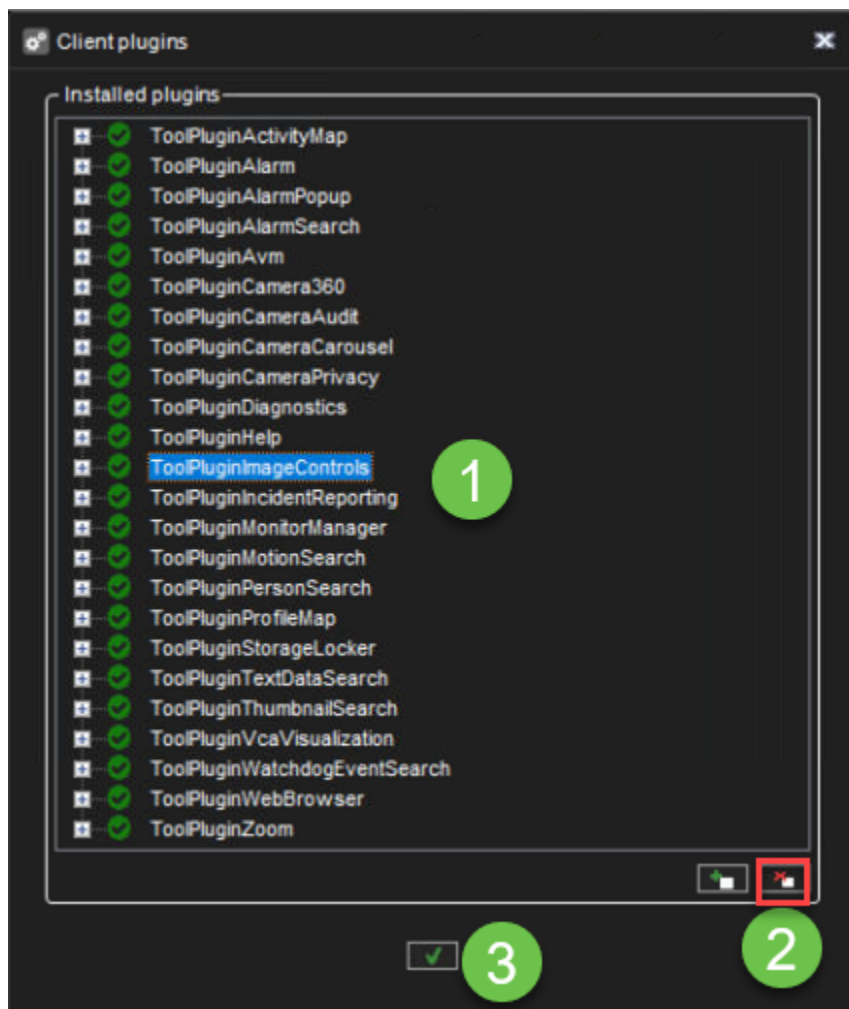 Client plugins
Installed plugins
ToolPluginActivityMap
ToolPluginAlarm
ToolPluginAlarmPopup
ToolPluginAlarmSearch
ToolPluginAvm
ToolPluginCamera360
ToolPluginCameraAudit
ToolPluginCameraCarousel
ToolPluginCameraPrivacy
ToolPluginDiagnostics
ToolPluginHelp
ToolPluginImageControls
1
ToolPluginIncidentReporting
ToolPluginMonitorManager
ToolPluginMotionSearch
ToolPluginPersonSearch
ToolPluginProfileMap
ToolPluginStorageLocker
ToolPluginTextDataSearch
ToolPluginThumbnailSearch
ToolPluginVcaVisualization
ToolPluginWatchdogEventSearch
ToolPluginWebBrowser
ToolPluginZoom
2
3